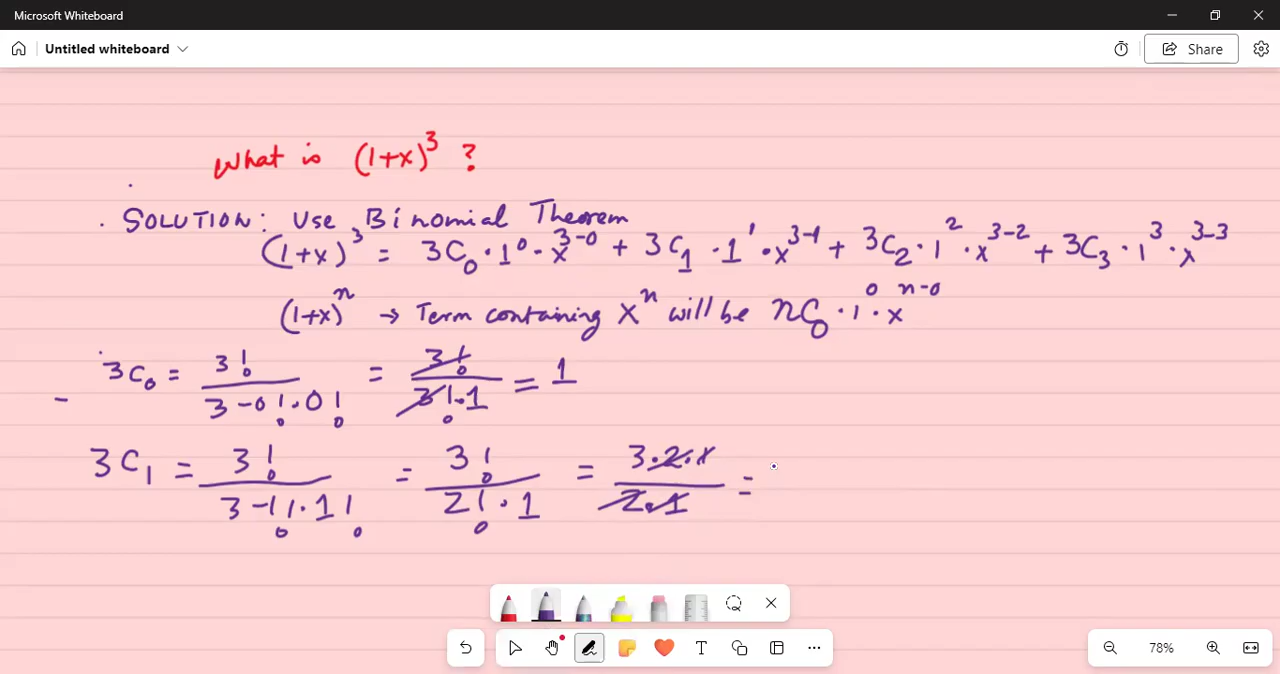 Microsoft Whiteboard
Untitled whiteboard
Share
What is (1+x)³ ?
SOLUTION: Use Binomial Theorem
(1+x)³ = 3C₀·1⁰·x³⁻⁰ + 3C₁·1¹·x³⁻¹ + 3C₂·1²·x³⁻² + 3C₃·1³·x³⁻³
(1+x)ⁿ → Term containing xⁿ will be nC₀·1⁰·xⁿ⁻⁰
3C₀ = 3! / 3-0!·0! = 3! / 3!·1 = 1
3C₁ = 3! / 3-1!·1! = 3! / 2!·1 = 3·2·1 / 2·1 =
78%